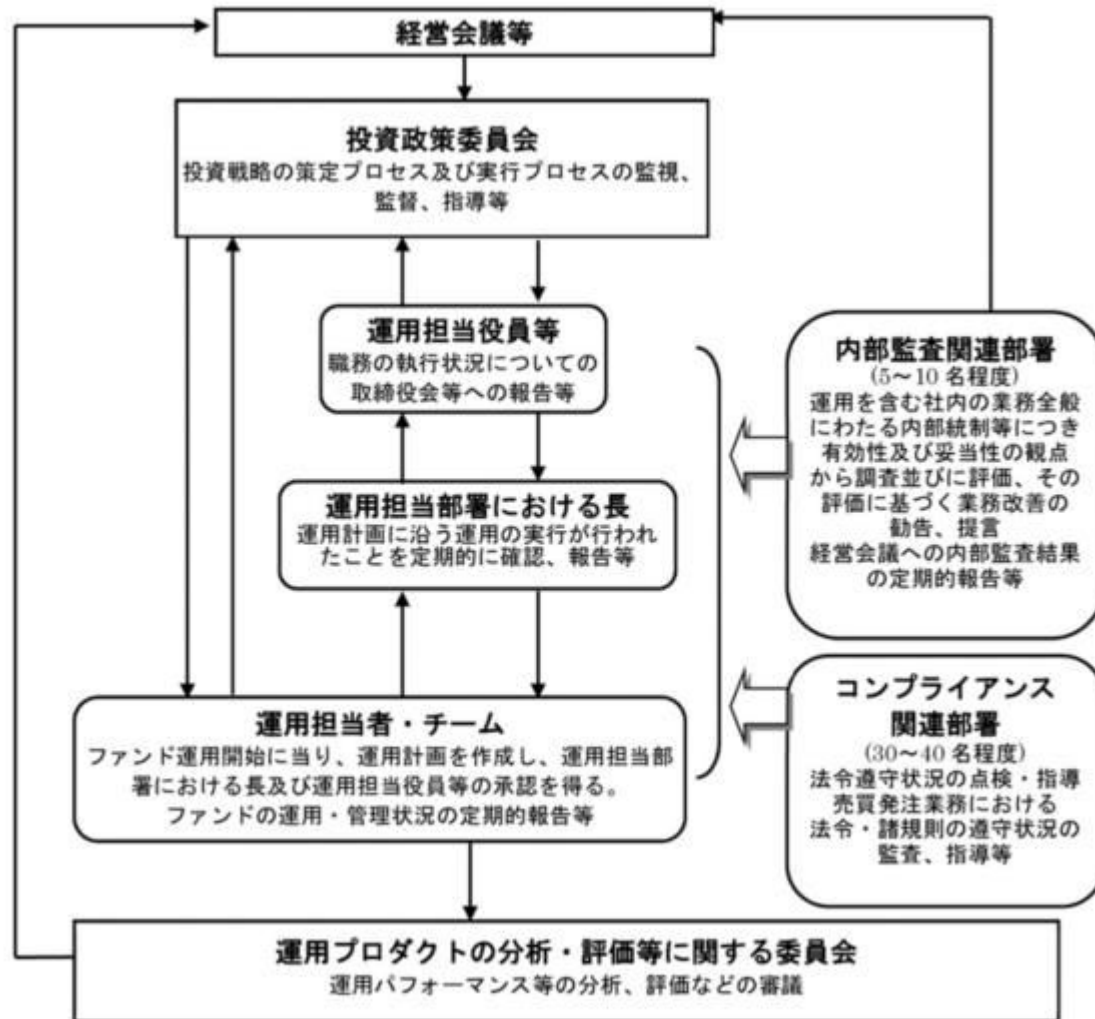 経営会議等
投資政策委員会
投資戦略の策定プロセス及び実行プロセスの監視、
監督、指導等
運用担当役員等
職務の執行状況についての
取締役会等への報告等
運用担当部署における長
運用計画に沿う運用の実行が行われ
たことを定期的に確認、報告等
運用担当者・チーム
ファンド運用開始に当り、運用計画を作成し、運用担当部
署における長及び運用担当役員等の承認を得る。
ファンドの運用・管理状況の定期的報告等
内部監査関連部署
(5~10 名程度)
運用を含む社内の業務全般
にわたる内部統制等につき
有効性及び妥当性の観点
から調査並びに評価、その
評価に基づく業務改善の
勧告、提言
経営会議への内部監査結果
の定期的報告等
コンプライアンス
関連部署
(30~40 名程度)
法令遵守状況の点検・指導
売買発注業務における
法令・諸規則の遵守状況の
監査、指導等
運用プロダクトの分析・評価等に関する委員会
運用パフォーマンス等の分析、評価などの審議